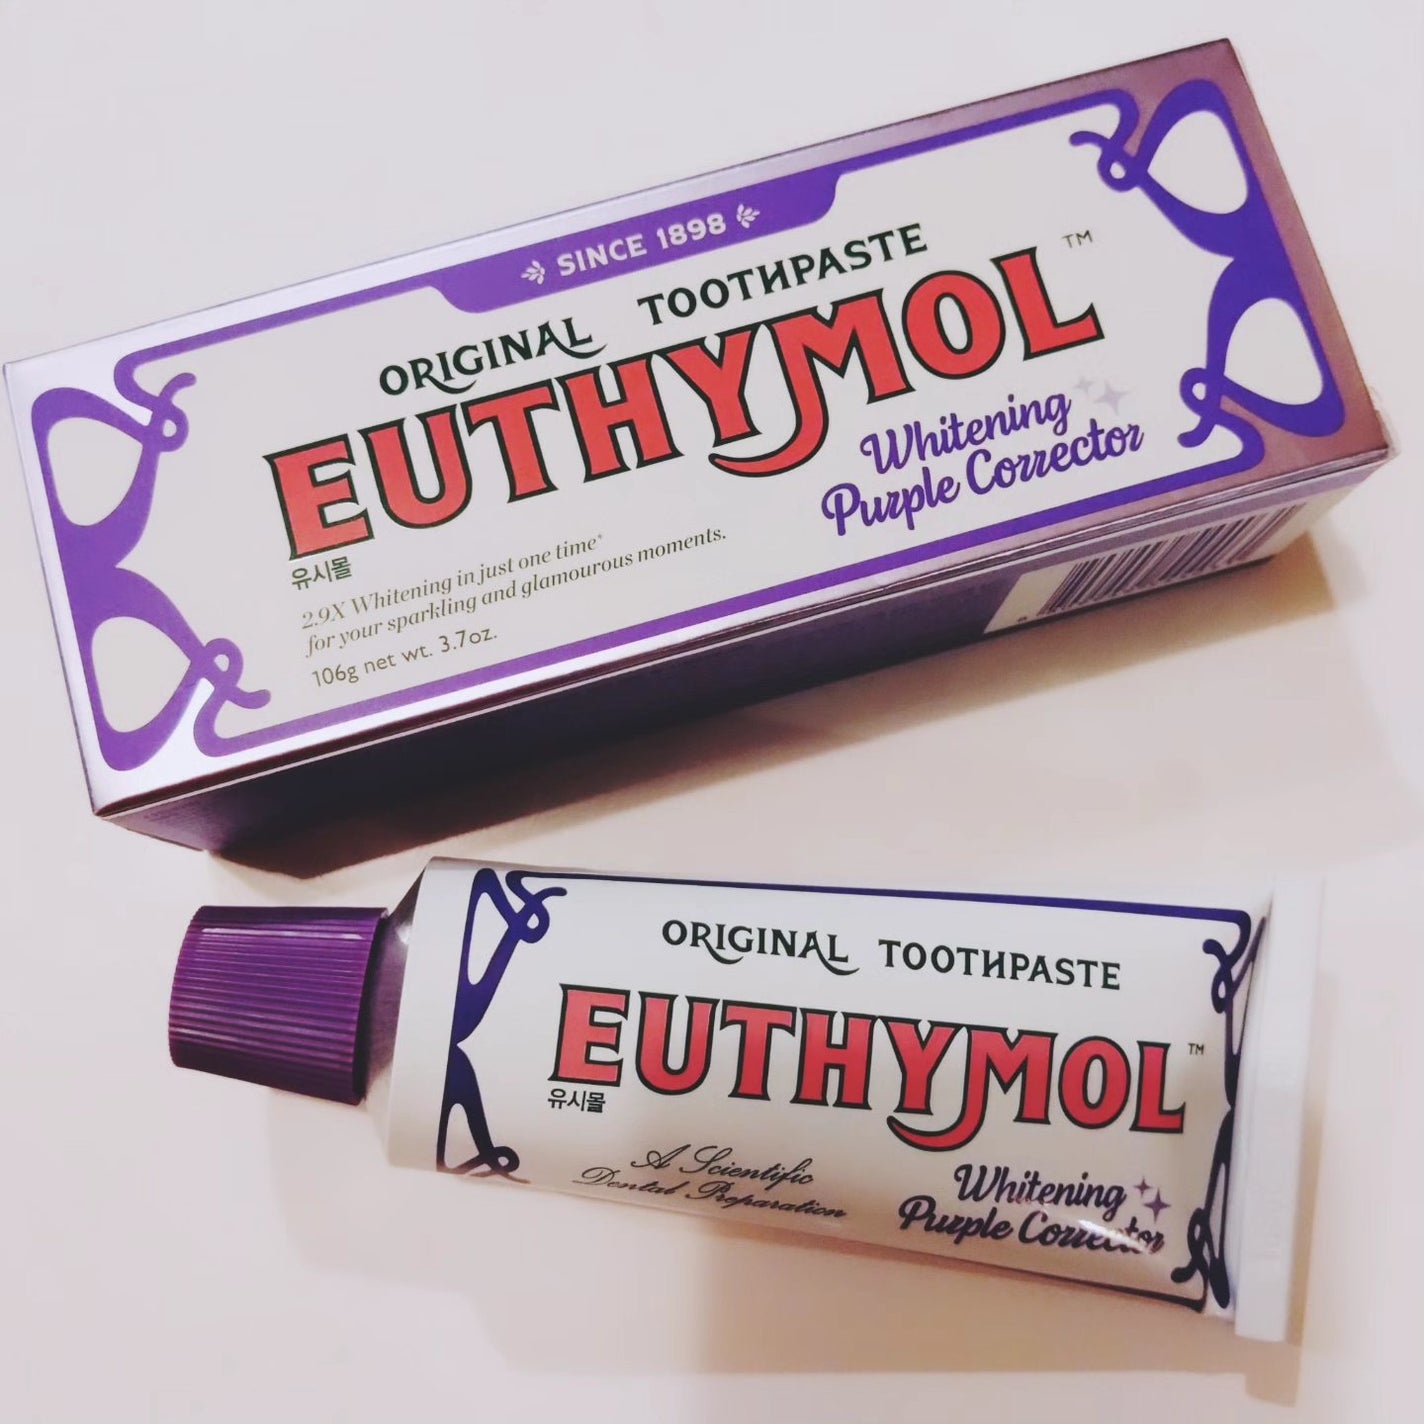 SINCE 1898
ORIGINAL TOOTHPASTE
EUTHYMOL™
유시몰
Whitening
Purple Corrector
2.9X Whitening in just one time*
for your sparkling and glamourous moments.
106g net wt. 3.7oz.
ORIGINAL TOOTHPASTE
EUTHYMOL™
유시몰
A Scientific
Dental Preparation
Whitening
Purple Corrector